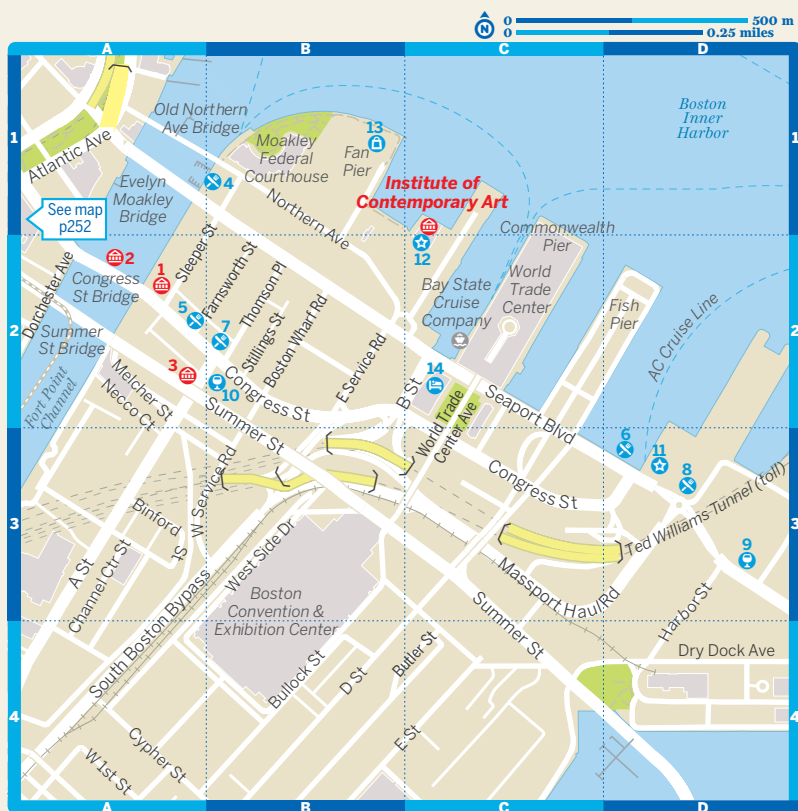 N
0
500 m
0
0.25 miles
A
B
C
D
1
1
Old Northern
Ave Bridge
Atlantic Ave
Moakley
Federal
Courthouse
13
Fan
Pier
Boston
Inner
Harbor
Evelyn
Moakley
Bridge
4
Northern Ave
Institute of
Contemporary Art
See map
p252
12
Commonwealth
Pier
2
2
Dorchester Ave
2
Congress
St Bridge
1
Sleeper St
Farnsworth St
Thomson Pl
Stillings St
Boston Wharf Rd
5
7
Bay State
Cruise
Company
World
Trade
Center
Fish
Pier
AC Cruise Line
Summer
St Bridge
3
10
Congress St
E Service Rd
B St
14
World Trade
Center Ave
Seaport Blvd
Fort Point
Channel
Melcher St
Necco Ct
Summer St
6
11
8
3
3
W Service Rd
Congress St
Ted Williams Tunnel (toll)
9
Binford
St
A St
Channel Ctr St
West Side Dr
South Boston Bypass
Boston
Convention &
Exhibition Center
Massport Haul Rd
Summer St
Harbor St
Dry Dock Ave
4
4
Bullock St
D St
Butler St
E St
Cypher St
W 1st St
A
B
C
D